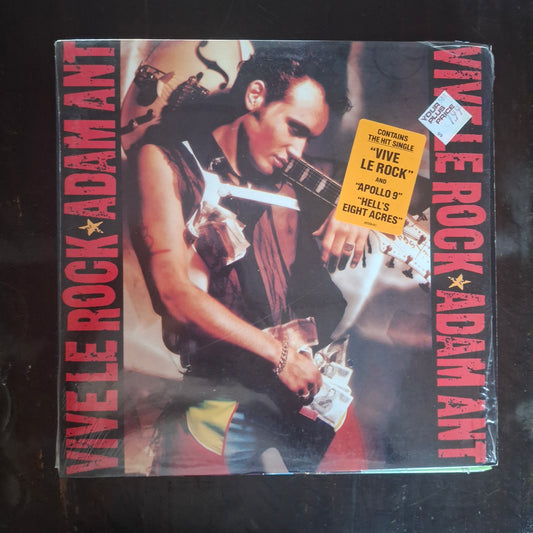 VIVE LE ROCK ★ ADAM ANT
CONTAINS
THE HIT SINGLE
"VIVE
LE ROCK"
AND
"APOLLO 9"
"HELL'S
EIGHT ACRES"
YOUR
PLUS
PRICE
$
VIVE LE ROCK ★ ADAM ANT